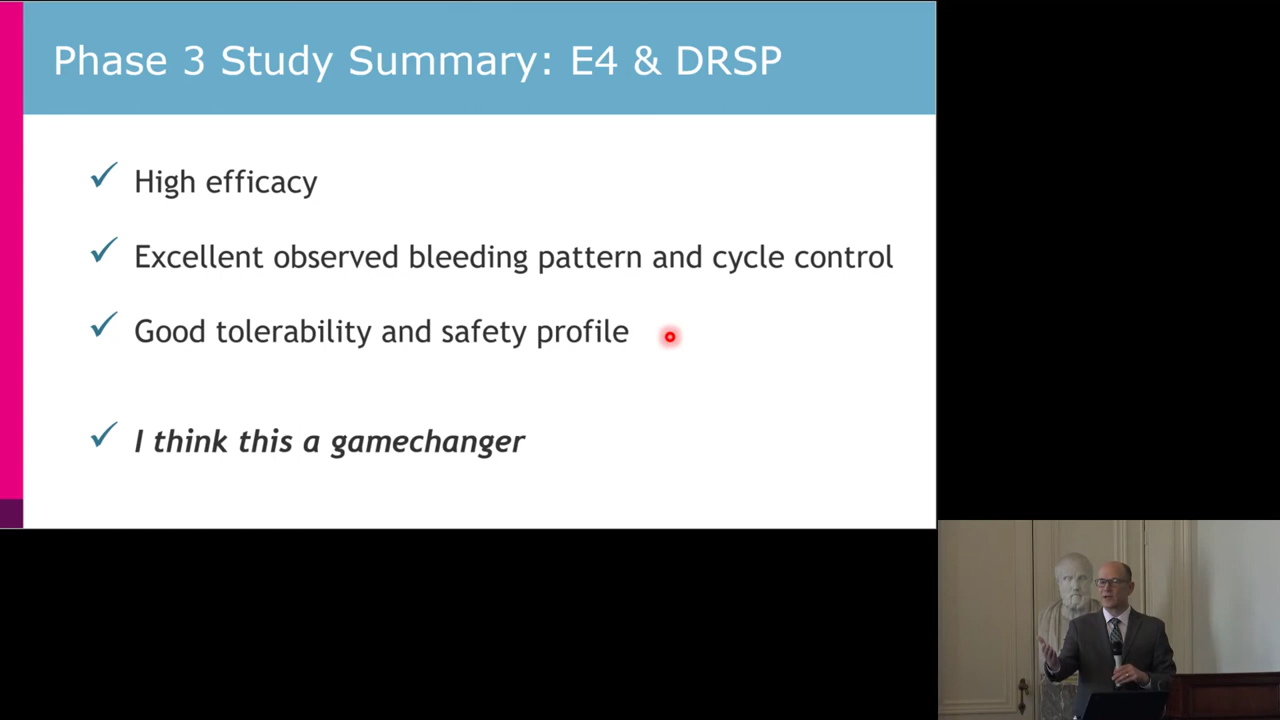 Phase 3 Study Summary: E4 & DRSP
✓ High efficacy
✓ Excellent observed bleeding pattern and cycle control
✓ Good tolerability and safety profile
✓ I think this a gamechanger